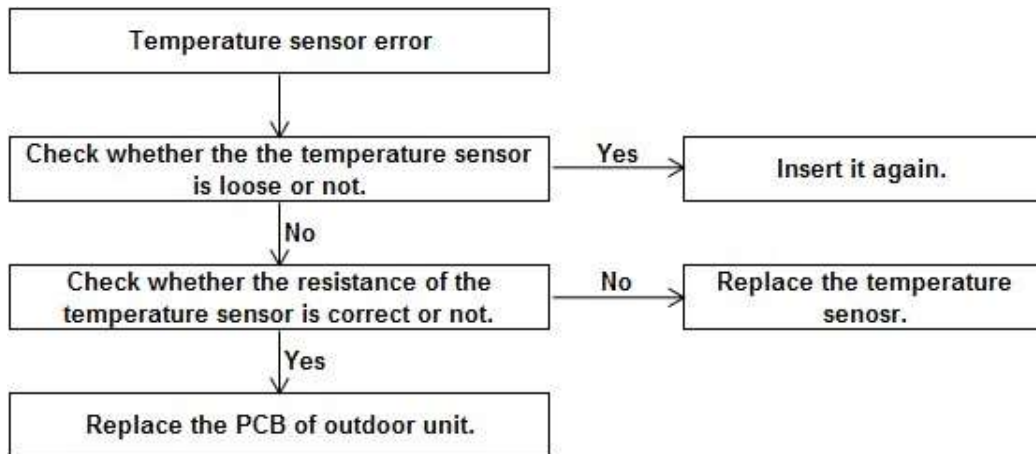 Temperature sensor error
Check whether the the temperature sensor
is loose or not.
Yes
Insert it again.
No
Check whether the resistance of the
temperature sensor is correct or not.
No
Replace the temperature
senosr.
Yes
Replace the PCB of outdoor unit.